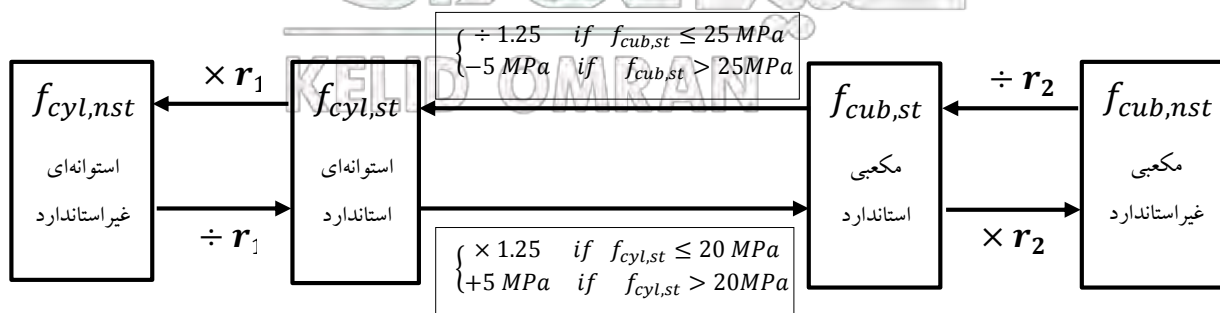 ÷ 1.25 if f_cub,st ≤ 25 MPa
−5 MPa if f_cub,st > 25MPa
KELID OMRAN
× r₁
÷ r₂
f_cyl,nst
استوانه‌ای
غیراستاندارد
f_cyl,st
استوانه‌ای
استاندارد
f_cub,st
مکعبی
استاندارد
f_cub,nst
مکعبی
غیراستاندارد
÷ r₁
× r₂
× 1.25 if f_cyl,st ≤ 20 MPa
+5 MPa if f_cyl,st > 20MPa